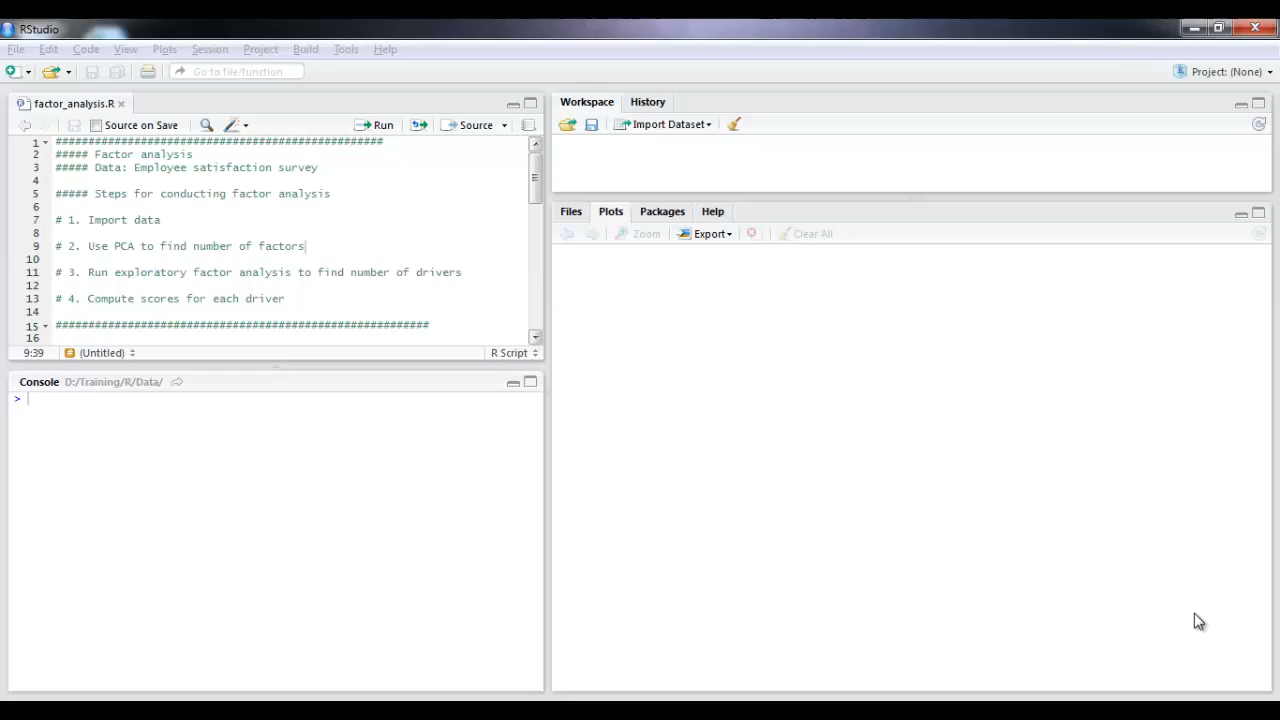 RStudio
File Edit Code View Plots Session Project Build Tools Help
Go to file/function
Project: (None)
factor_analysis.R
Source on Save Run Source
1 ##################################################
2 ##### Factor analysis
3 ##### Data: Employee satisfaction survey
4
5 ##### Steps for conducting factor analysis
6
7 # 1. Import data
8
9 # 2. Use PCA to find number of factors
10
11 # 3. Run exploratory factor analysis to find number of drivers
12
13 # 4. Compute scores for each driver
14
15 #########################################################
16
9:39 (Untitled) R Script
Console D:/Training/R/Data/
>
Workspace History
Import Dataset
Files Plots Packages Help
Zoom Export Clear All